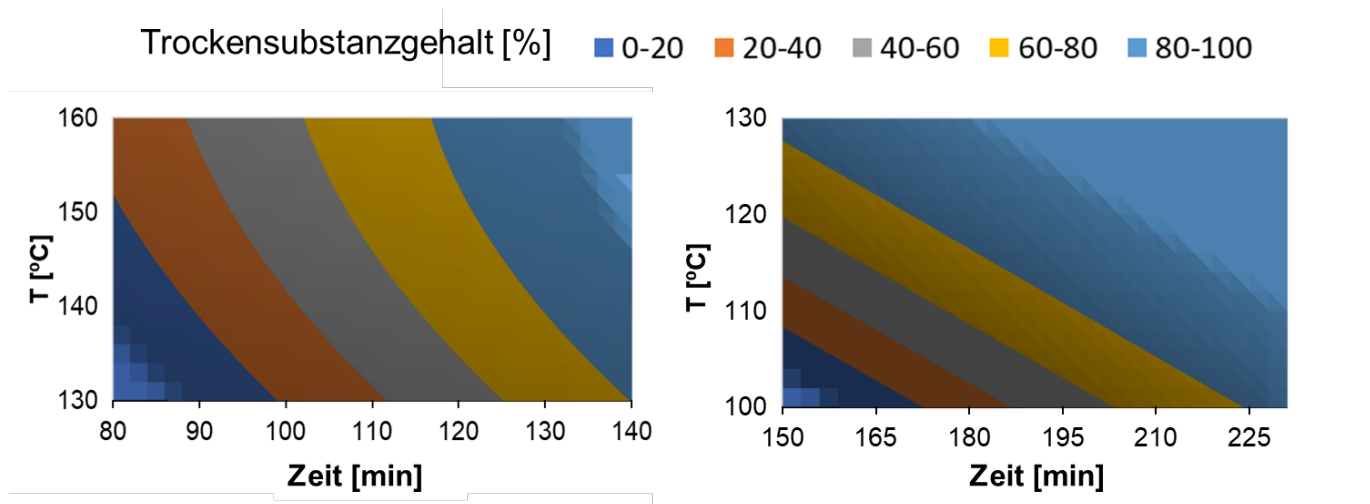 Trockensubstanzgehalt [%] 0-20 20-40 40-60 60-80 80-100
160
150
140
130
T [ºC]
80 90 100 110 120 130 140
Zeit [min]
130
120
110
100
T [ºC]
150 165 180 195 210 225
Zeit [min]